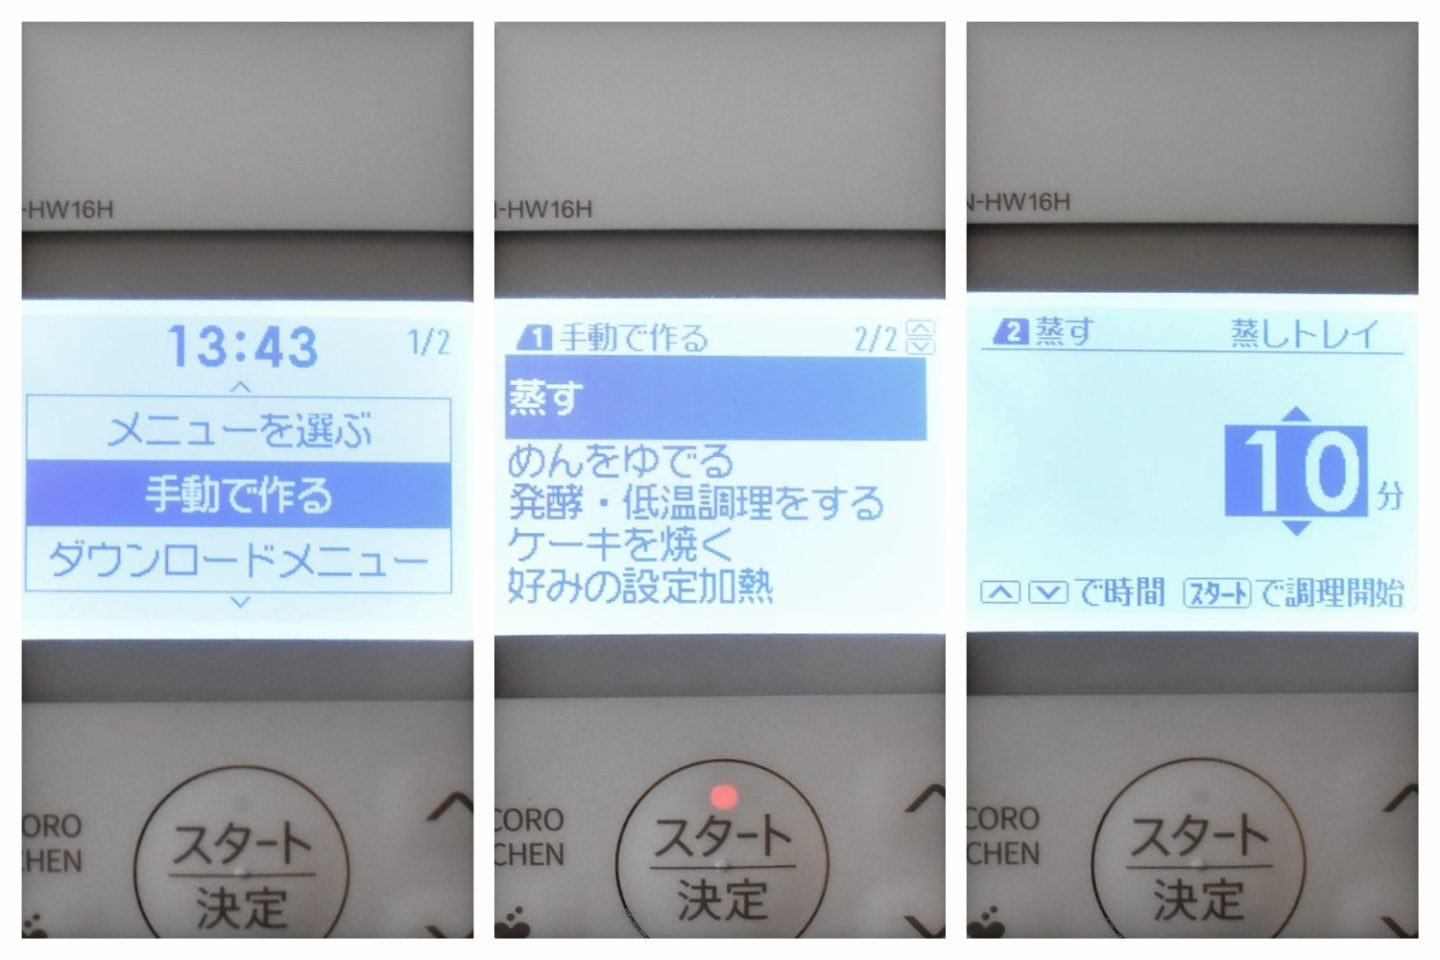 -HW16H
13:43 1/2
メニューを選ぶ
手動で作る
ダウンロードメニュー
ORO
CHEN
スタート
決定
N-HW16H
1 手動で作る 2/2
蒸す
めんをゆでる
発酵・低温調理をする
ケーキを焼く
好みの設定加熱
CORO
CHEN
スタート
決定
N-HW16H
2 蒸す 蒸しトレイ
10分
で時間 スタートで調理開始
CORO
CHEN
スタート
決定